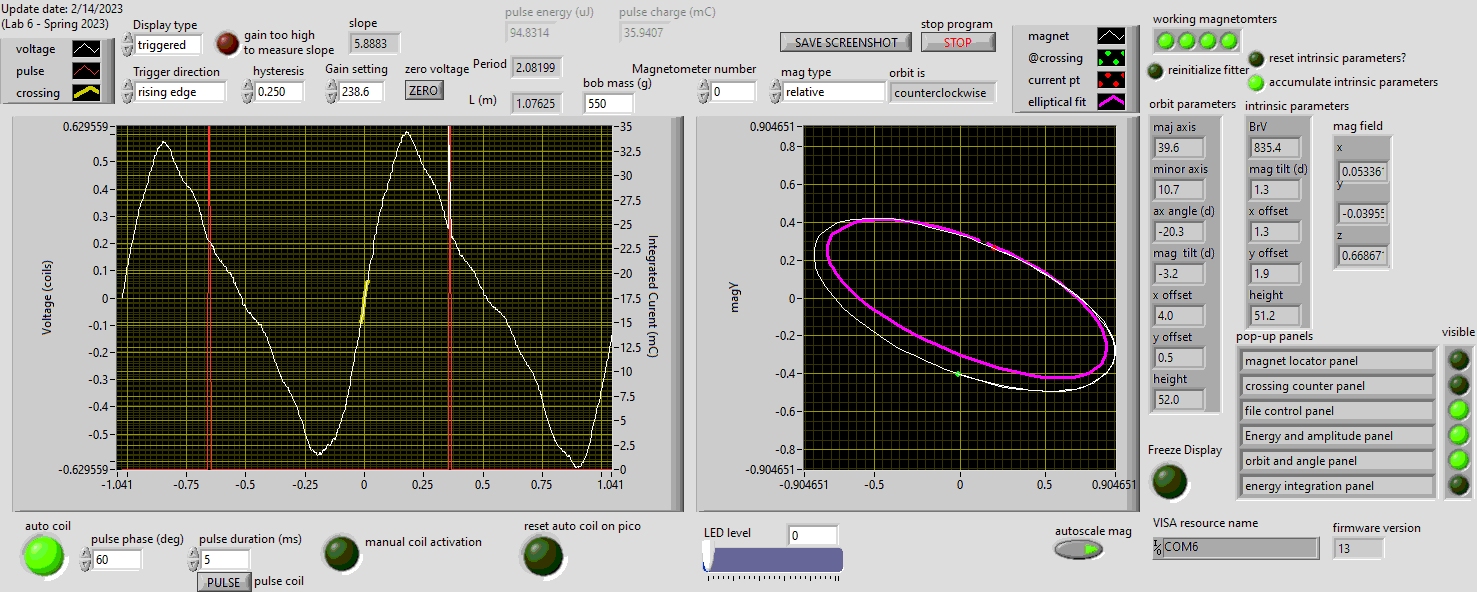 Update date: 2/14/2023
(Lab 6 - Spring 2023)
voltage
pulse
crossing
Display type
triggered
gain too high
to measure slope
slope
5.8883
Trigger direction
rising edge
hysteresis
0.250
Gain setting
238.6
zero voltage
ZERO
pulse energy (uJ)
94.8314
pulse charge (mC)
35.9407
Period
2.08199
L (m)
1.07625
bob mass (g)
550
Magnetometer number
0
mag type
relative
orbit is
counterclockwise
SAVE SCREENSHOT
stop program
STOP
magnet
@crossing
current pt
elliptical fit
working magnetomters
reinitialize fitter
reset intrinsic parameters?
accumulate intrinsic parameters
orbit parameters
maj axis
39.6
minor axis
10.7
ax angle (d)
-20.3
mag tilt (d)
-3.2
x offset
4.0
y offset
0.5
height
52.0
intrinsic parameters
BrV
835.4
mag tilt (d)
1.3
x offset
1.3
y offset
1.9
height
51.2
mag field
x
0.05336
y
-0.03955
z
0.66867
Voltage (coils)
0.629559
0.5
0.4
0.3
0.2
0.1
0
-0.1
-0.2
-0.3
-0.4
-0.5
-0.629559
-1.041
-0.75
-0.5
-0.25
0
0.25
0.5
0.75
1.041
35
32.5
30
27.5
25
22.5
20
17.5
15
12.5
10
7.5
5
2.5
0
Integrated Curent (mC)
magY
0.904651
0.8
0.6
0.4
0.2
0
-0.2
-0.4
-0.6
-0.8
-0.904651
-0.904651
-0.5
0
0.5
0.904651
pop-up panels
visible
magnet locator panel
crossing counter panel
file control panel
Energy and amplitude panel
orbit and angle panel
energy integration panel
Freeze Display
auto coil
pulse phase (deg)
60
pulse duration (ms)
5
PULSE
pulse coil
manual coil activation
reset auto coil on pico
LED level
0
autoscale mag
VISA resource name
COM6
firmware version
13